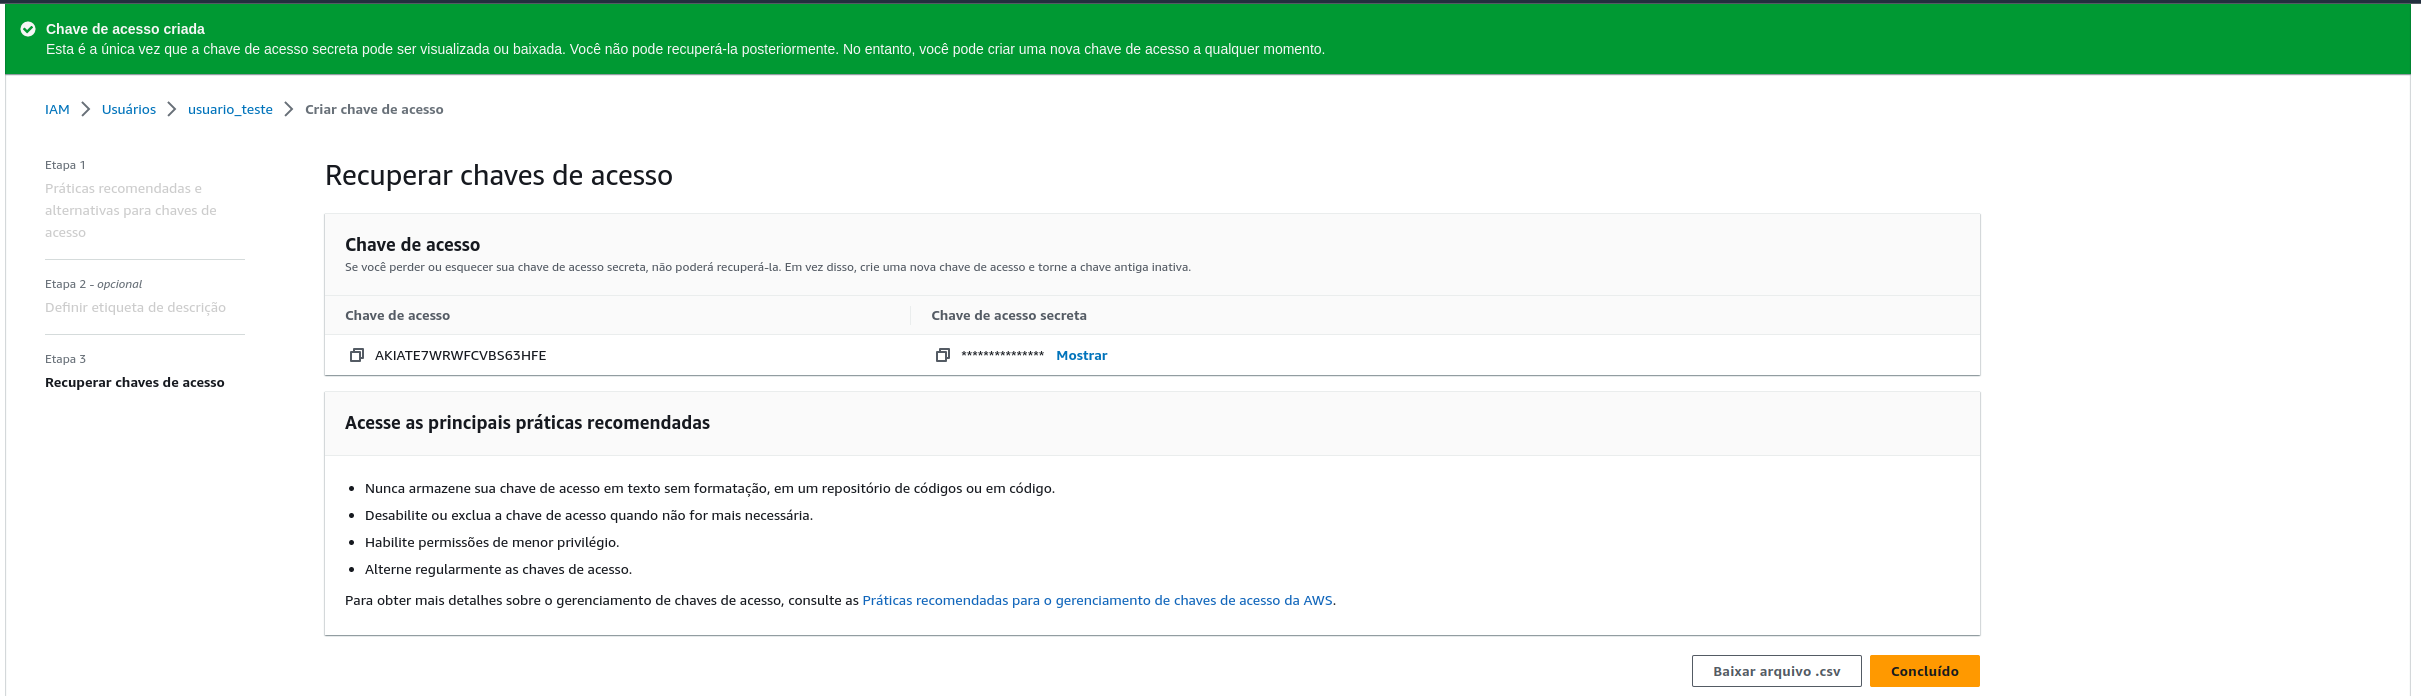 Chave de acesso criada
Esta é a única vez que a chave de acesso secreta pode ser visualizada ou baixada. Você não pode recuperá-la posteriormente. No entanto, você pode criar uma nova chave de acesso a qualquer momento.
IAM > Usuários > usuario_teste > Criar chave de acesso
Etapa 1
Práticas recomendadas e
alternativas para chaves de
acesso
Etapa 2 - opcional
Definir etiqueta de descrição
Etapa 3
Recuperar chaves de acesso
Recuperar chaves de acesso
Chave de acesso
Se você perder ou esquecer sua chave de acesso secreta, não poderá recuperá-la. Em vez disso, crie uma nova chave de acesso e torne a chave antiga inativa.
Chave de acesso Chave de acesso secreta
AKIATE7WRWFCVBS63HFE *************** Mostrar
Acesse as principais práticas recomendadas
• Nunca armazene sua chave de acesso em texto sem formatação, em um repositório de códigos ou em código.
• Desabilite ou exclua a chave de acesso quando não for mais necessária.
• Habilite permissões de menor privilégio.
• Alterne regularmente as chaves de acesso.
Para obter mais detalhes sobre o gerenciamento de chaves de acesso, consulte as Práticas recomendadas para o gerenciamento de chaves de acesso da AWS.
Baixar arquivo .csv Concluído